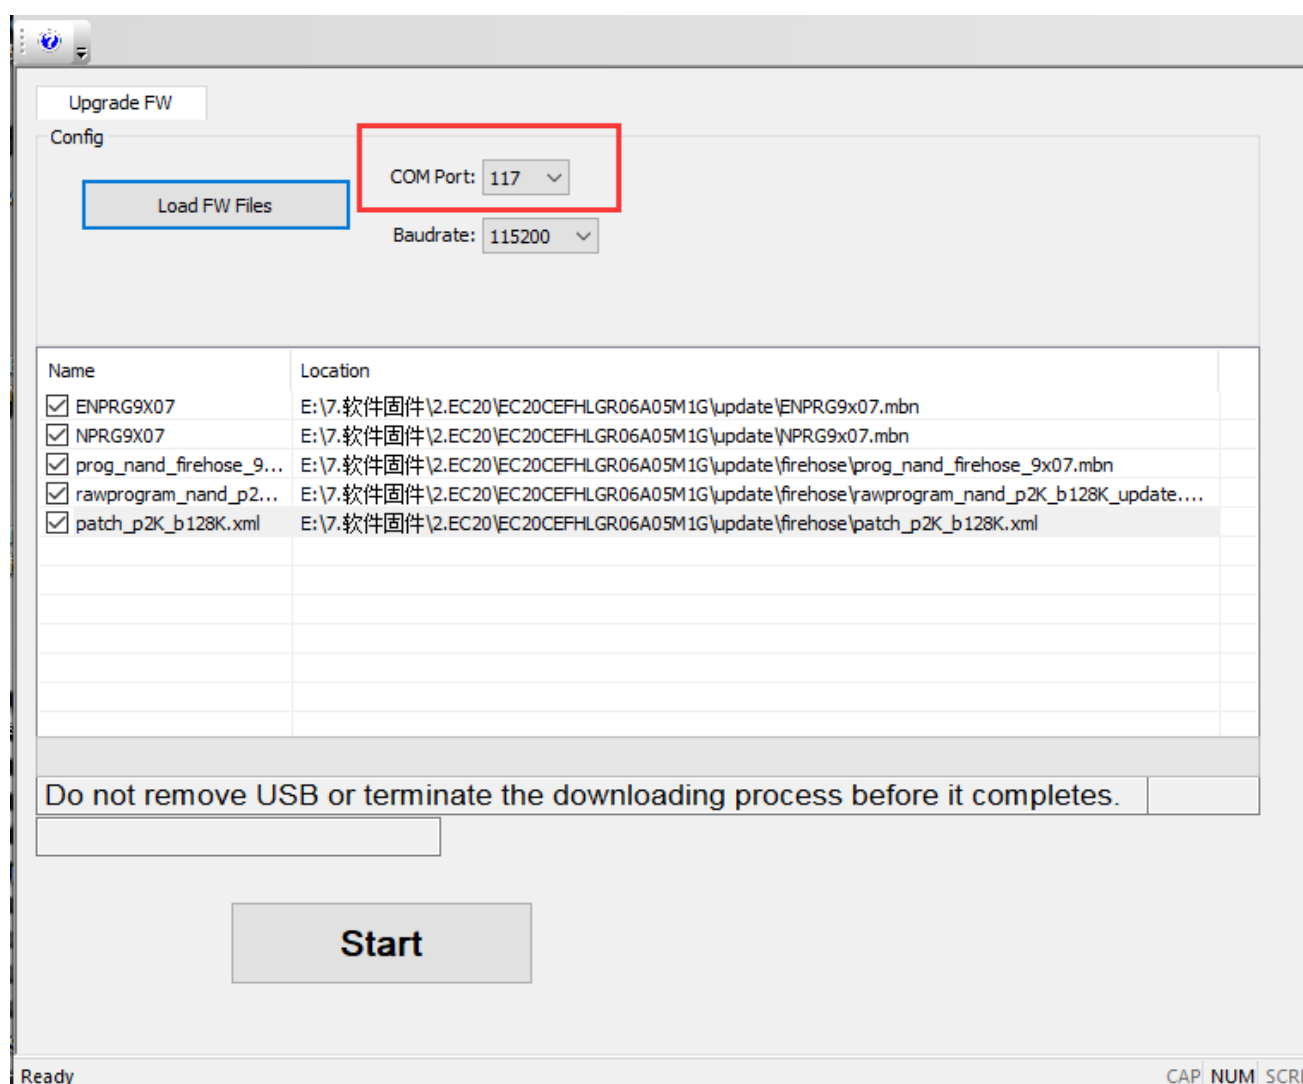 Upgrade FW
Config
COM Port: 117
Load FW Files
Baudrate: 115200
Name Location
ENPRG9X07 E:\7.软件固件\2.EC20\EC20CEFHLGR06A05M1G\update\ENPRG9x07.mbn
NPRG9X07 E:\7.软件固件\2.EC20\EC20CEFHLGR06A05M1G\update\NPRG9x07.mbn
prog_nand_firehose_9... E:\7.软件固件\2.EC20\EC20CEFHLGR06A05M1G\update\firehose\prog_nand_firehose_9x07.mbn
rawprogram_nand_p2... E:\7.软件固件\2.EC20\EC20CEFHLGR06A05M1G\update\firehose\rawprogram_nand_p2K_b128K_update....
patch_p2K_b128K.xml E:\7.软件固件\2.EC20\EC20CEFHLGR06A05M1G\update\firehose\patch_p2K_b128K.xml
Do not remove USB or terminate the downloading process before it completes.
Start
Ready CAP NUM SCRI